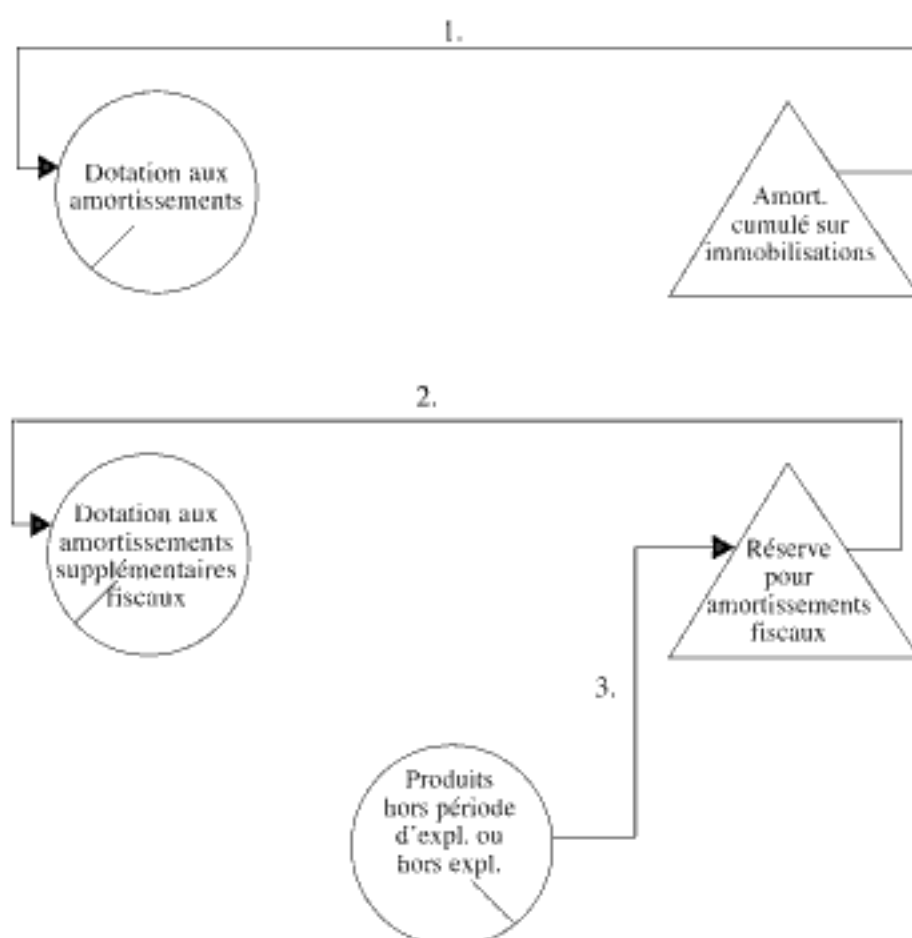 1.
Dotation aux
amortissements
Amort.
cumulé sur
immobilisations
2.
Dotation aux
amortissements
supplémentaires
fiscaux
Réserve
pour
amortissements
fiscaux
3.
Produits
hors période
d'expl. ou
hors expl.